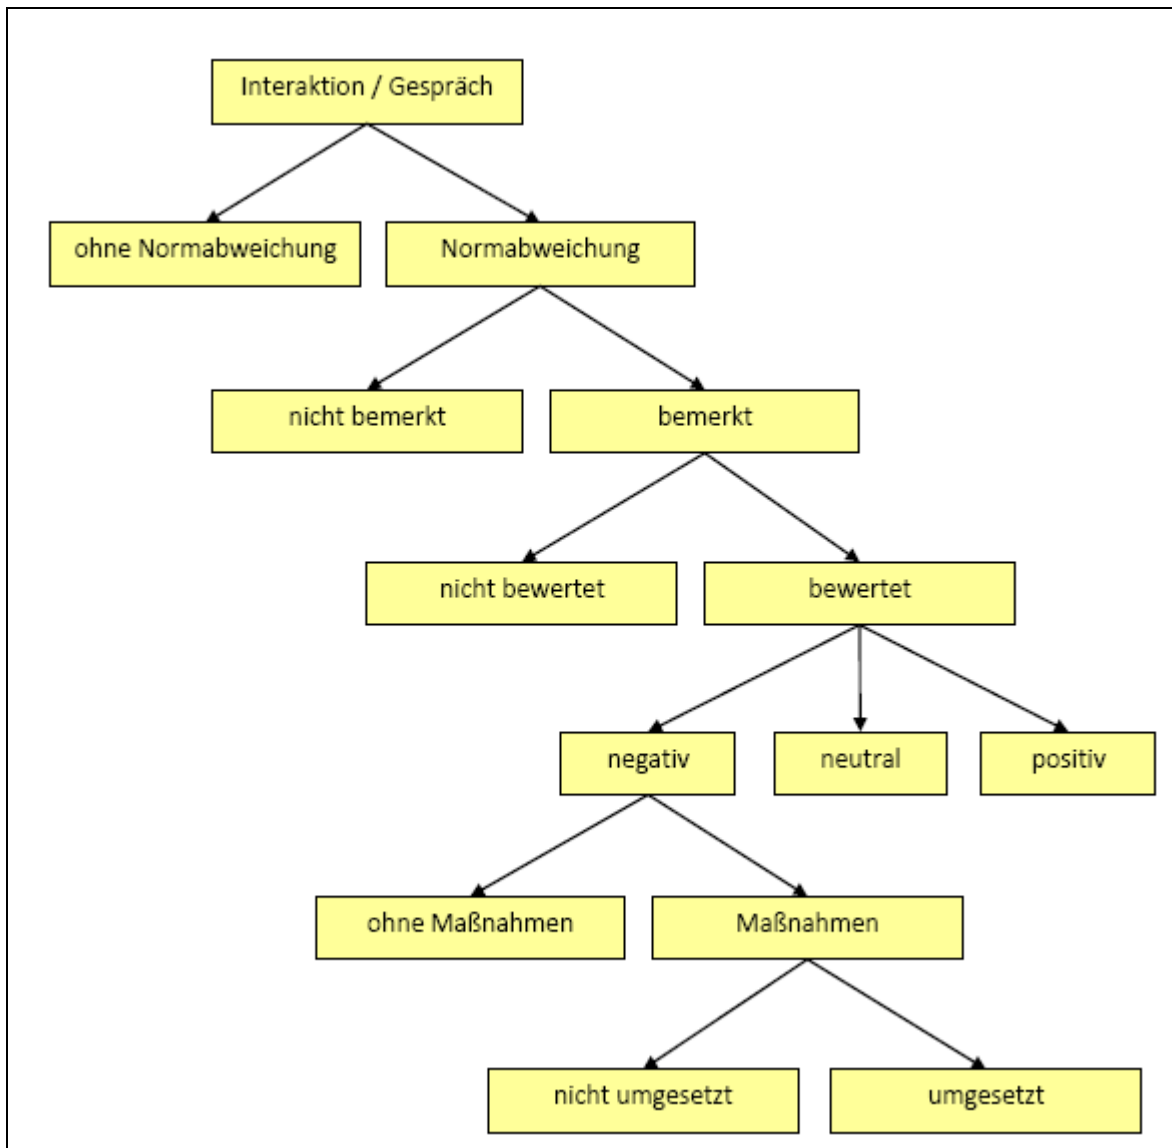 Interaktion / Gespräch
ohne Normabweichung
Normabweichung
nicht bemerkt
bemerkt
nicht bewertet
bewertet
negativ
neutral
positiv
ohne Maßnahmen
Maßnahmen
nicht umgesetzt
umgesetzt